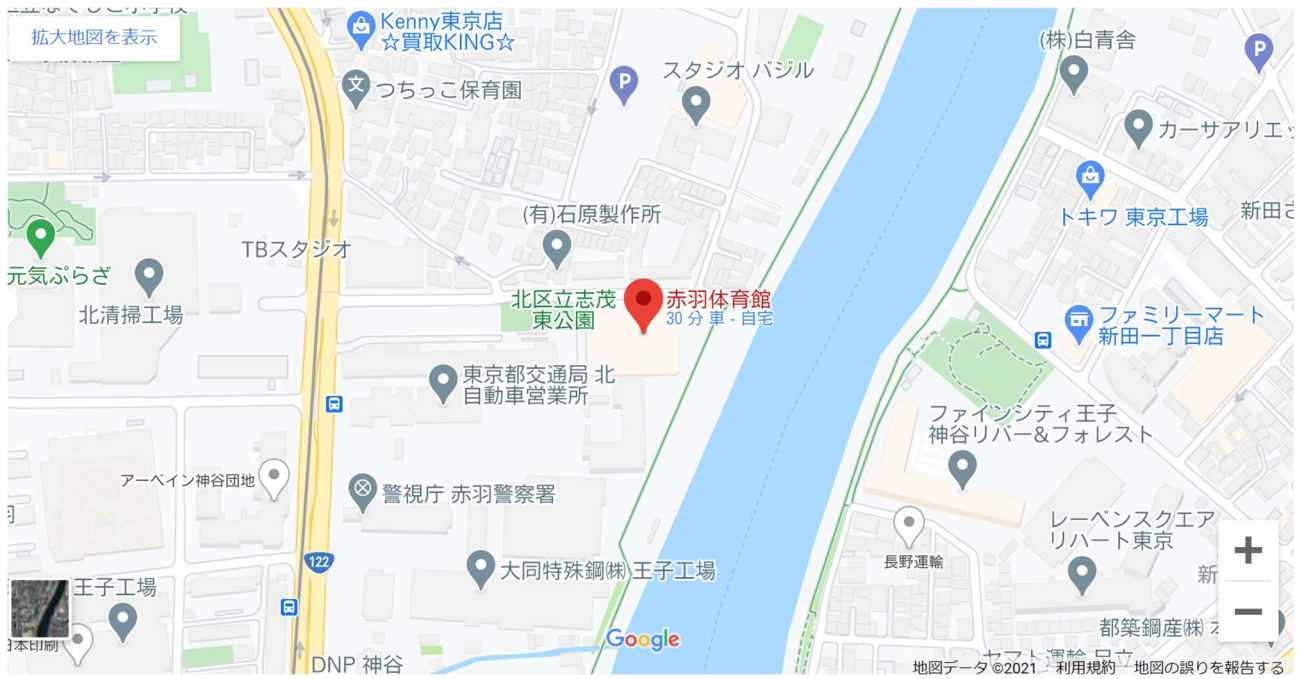 拡大地図を表示
Kenny東京店
☆買取KING☆
つちっこ保育園
P
スタジオ バジル
(株)白青舎
P
カーサアリエッ
トキワ 東京工場
新田さ
(有)石原製作所
TBスタジオ
元気ぷらざ
北清掃工場
北区立志茂
東公園
赤羽体育館
30 分 車 - 自宅
ファミリーマート
新田一丁目店
東京都交通局 北
自動車営業所
ファインシティ王子
神谷リバー&フォレスト
アーベイン神谷団地
警視庁 赤羽警察署
レーベンスクエア
リハート東京
長野運輸
122
大同特殊鋼㈱ 王子工場
新
王子工場
都築鋼産㈱
日本印刷
DNP 神谷
Google
ヤマト運輸 足立
地図データ ©2021
利用規約
地図の誤りを報告する